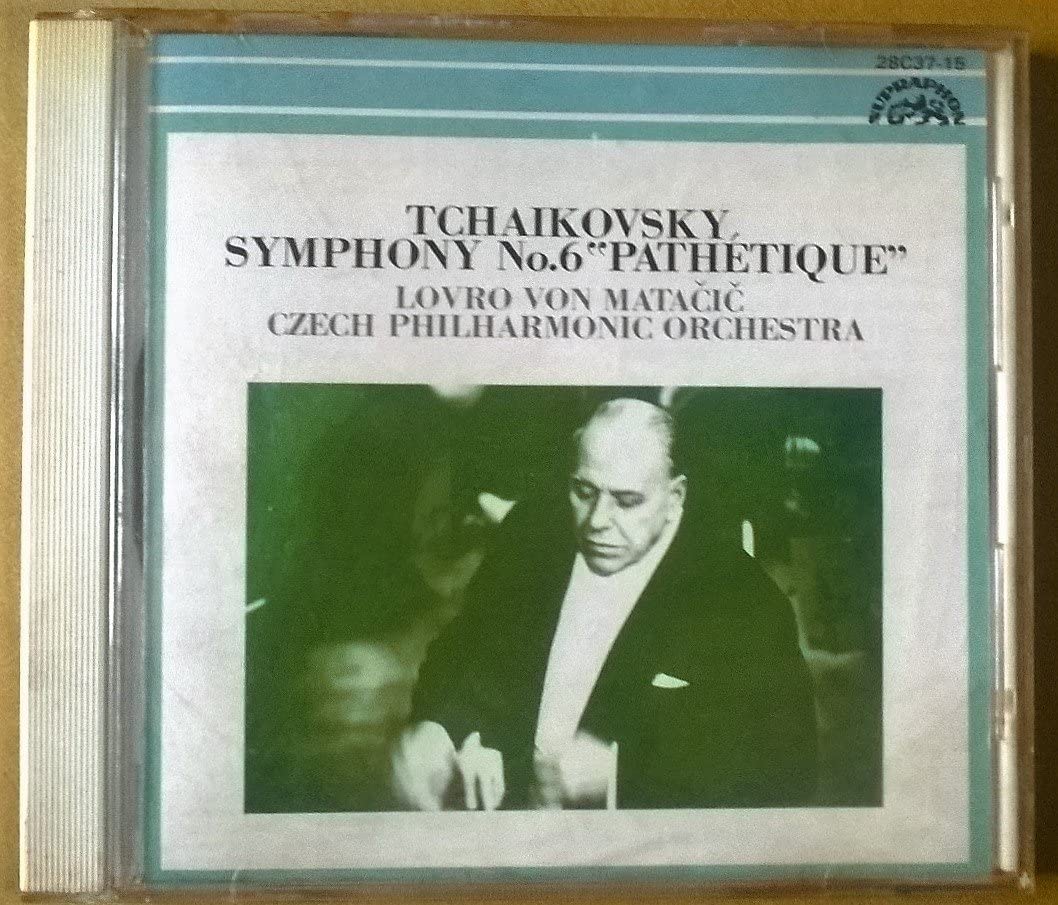 28C37-15
SUPRAPHON
TCHAIKOVSKY,
SYMPHONY No.6 “PATHÉTIQUE”
LOVRO VON MATAČIĆ
CZECH PHILHARMONIC ORCHESTRA